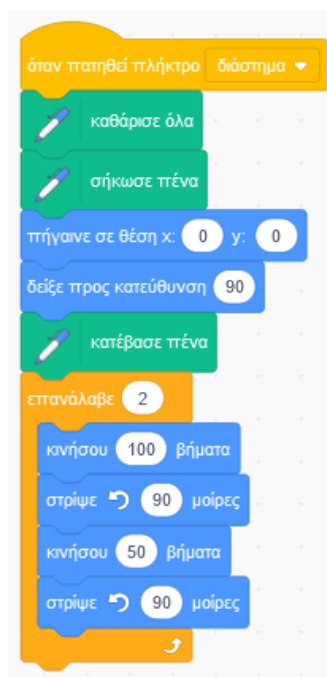 όταν πατηθεί πλήκτρο διάστημα
καθάρισε όλα
σήκωσε πένα
πήγαινε σε θέση x: 0 y: 0
δείξε προς κατεύθυνση 90
κατέβασε πένα
επανάλαβε 2
κινήσου 100 βήματα
στρίψε 90 μοίρες
κινήσου 50 βήματα
στρίψε 90 μοίρες